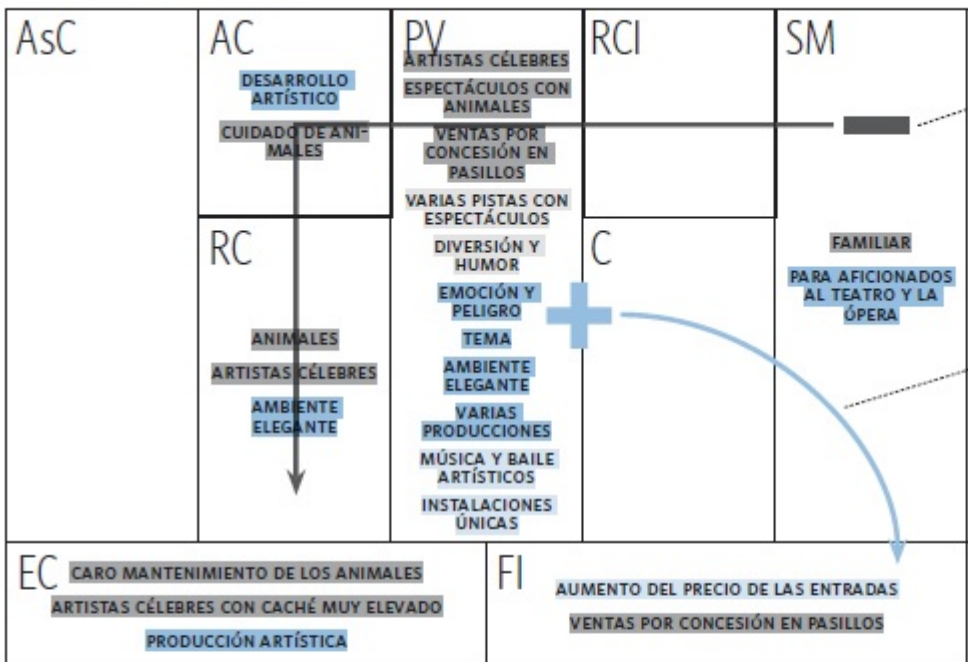 AsC
AC
DESARROLLO
ARTÍSTICO
CUIDADO DE ANI-
MALES
PV
ARTISTAS CÉLEBRES
ESPECTÁCULOS CON
ANIMALES
VENTAS POR
CONCESIÓN EN
PASILLOS
VARIAS PISTAS CON
ESPECTÁCULOS
DIVERSIÓN Y
HUMOR
EMOCIÓN Y
PELIGRO
TEMA
AMBIENTE
ELEGANTE
VARIAS
PRODUCCIONES
MÚSICA Y BAILE
ARTÍSTICOS
INSTALACIONES
ÚNICAS
RCl
SM
FAMILIAR
PARA AFICIONADOS
AL TEATRO Y LA
ÓPERA
RC
ANIMALES
ARTISTAS CÉLEBRES
AMBIENTE
ELEGANTE
C
EC
CARO MANTENIMIENTO DE LOS ANIMALES
ARTISTAS CÉLEBRES CON CACHÉ MUY ELEVADO
PRODUCCIÓN ARTÍSTICA
FI
AUMENTO DEL PRECIO DE LAS ENTRADAS
VENTAS POR CONCESIÓN EN PASILLOS